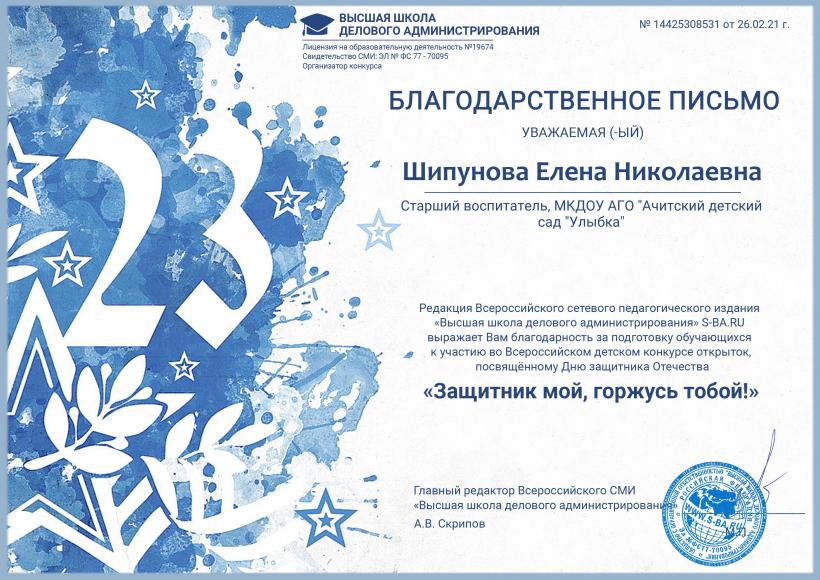 ВЫСШАЯ ШКОЛА
ДЕЛОВОГО АДМИНИСТРИРОВАНИЯ
Лицензия на образовательную деятельность №19674
Свидетельство СМИ: ЭЛ № ФС 77 - 70095
Организатор конкурса
№ 14425308531 от 26.02.21 г.
БЛАГОДАРСТВЕННОЕ ПИСЬМО
УВАЖАЕМАЯ (-ЫЙ)
Шипунова Елена Николаевна
Старший воспитатель, МКДОУ АГО "Ачитский детский
сад "Улыбка"
23
Редакция Всероссийского сетевого педагогического издания
«Высшая школа делового администрирования» S-BA.RU
выражает Вам благодарность за подготовку обучающихся
к участию во Всероссийском детском конкурсе открыток,
посвящённому Дню защитника Отечества
«Защитник мой, горжусь тобой!»
Главный редактор Всероссийского СМИ
«Высшая школа делового администрирования»
А.В. Скрипов
WWW.S-BA.RU